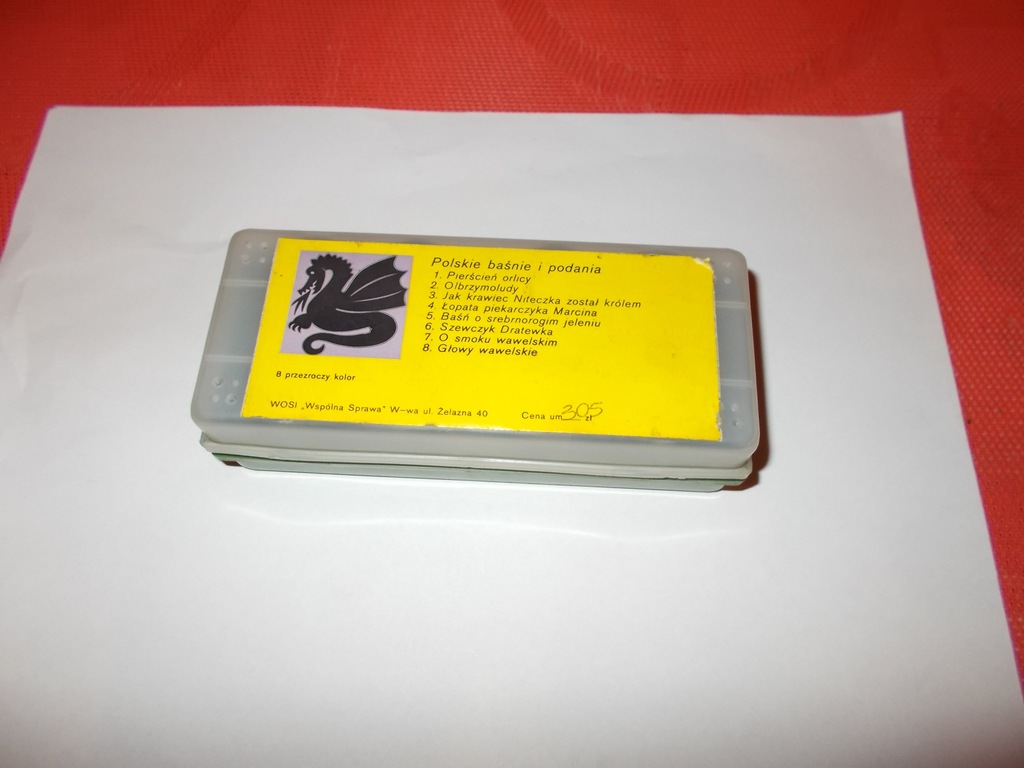 Polskie baśnie i podania
1. Pierścień orlicy
2. Olbrzymoludy
3. Jak krawiec Niteczka został królem
4. Łopata piekarczyka Marcina
5. Baśń o srebrnorogim jeleniu
6. Szewczyk Dratewka
7. O smoku wawelskim
8. Głowy wawelskie
8 przezroczy kolor
WOSI „Wspólna Sprawa" W-wa ul. Żelazna 40 Cena um. 305 zł